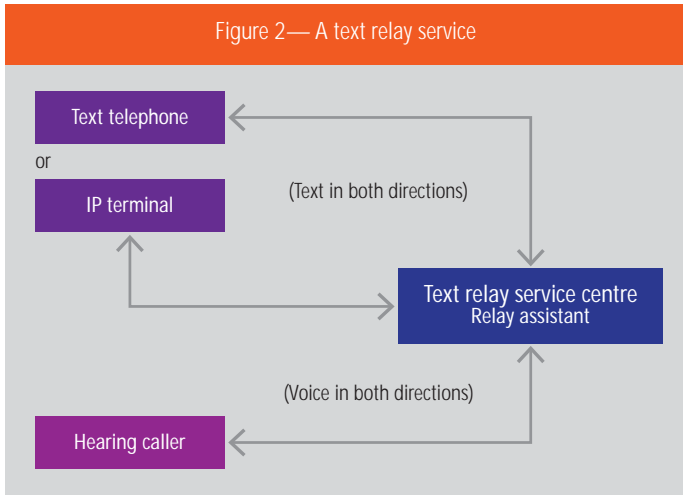 Figure 2— A text relay service
Text telephone
or
IP terminal
(Text in both directions)
Text relay service centre
Relay assistant
(Voice in both directions)
Hearing caller